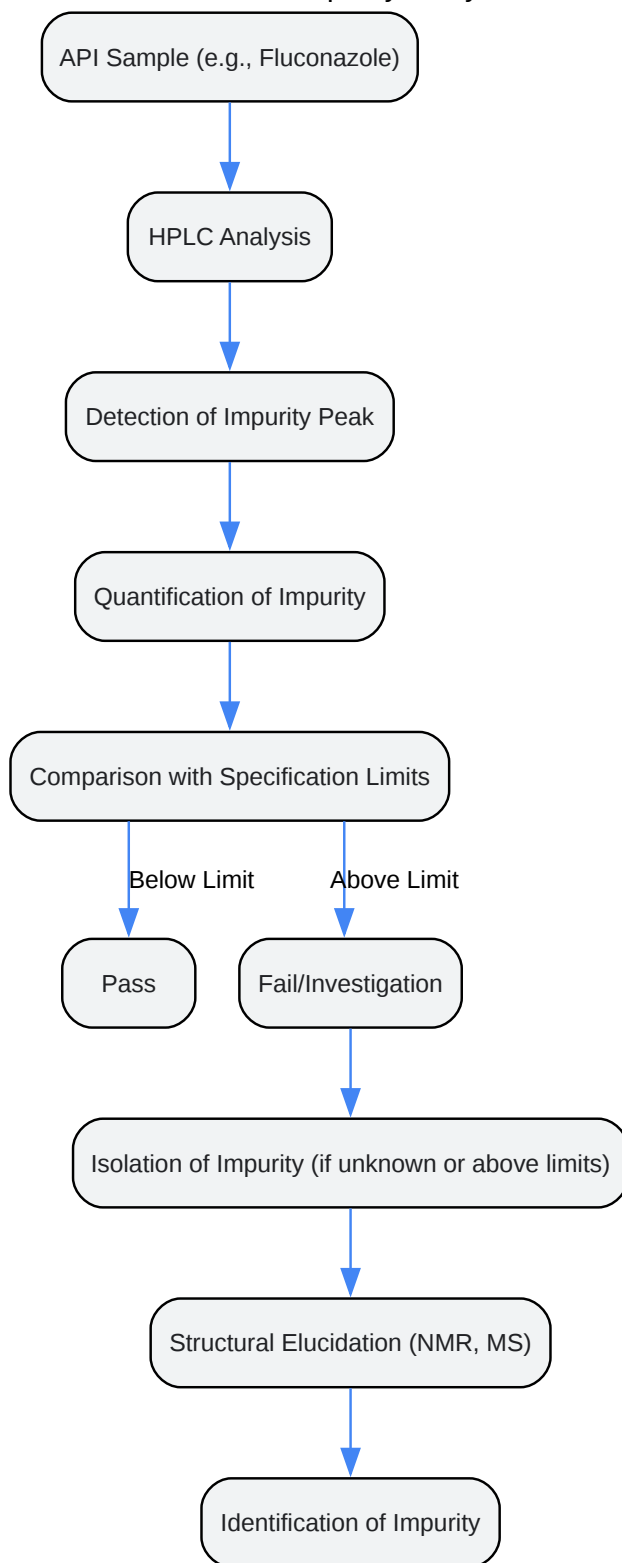 API Sample (e.g., Fluconazole)
HPLC Analysis
Detection of Impurity Peak
Quantification of Impurity
Comparison with Specification Limits
Below Limit
Above Limit
Pass
Fail/Investigation
Isolation of Impurity (if unknown or above limits)
Structural Elucidation (NMR, MS)
Identification of Impurity